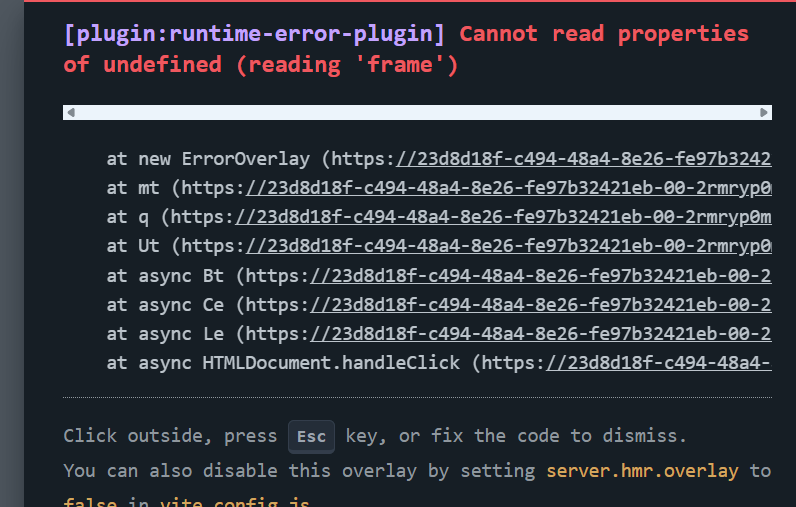 [plugin:runtime-error-plugin] Cannot read properties
of undefined (reading 'frame')
at new ErrorOverlay (https://23d8d18f-c494-48a4-8e26-fe97b3242
at mt (https://23d8d18f-c494-48a4-8e26-fe97b32421eb-00-2rmryp0
at q (https://23d8d18f-c494-48a4-8e26-fe97b32421eb-00-2rmryp0m
at Ut (https://23d8d18f-c494-48a4-8e26-fe97b32421eb-00-2rmryp0
at async Bt (https://23d8d18f-c494-48a4-8e26-fe97b32421eb-00-2
at async Ce (https://23d8d18f-c494-48a4-8e26-fe97b32421eb-00-2
at async Le (https://23d8d18f-c494-48a4-8e26-fe97b32421eb-00-2
at async HTMLDocument.handleClick (https://23d8d18f-c494-48a4-
Click outside, press Esc key, or fix the code to dismiss.
You can also disable this overlay by setting server.hmr.overlay to
false in vite.config.js